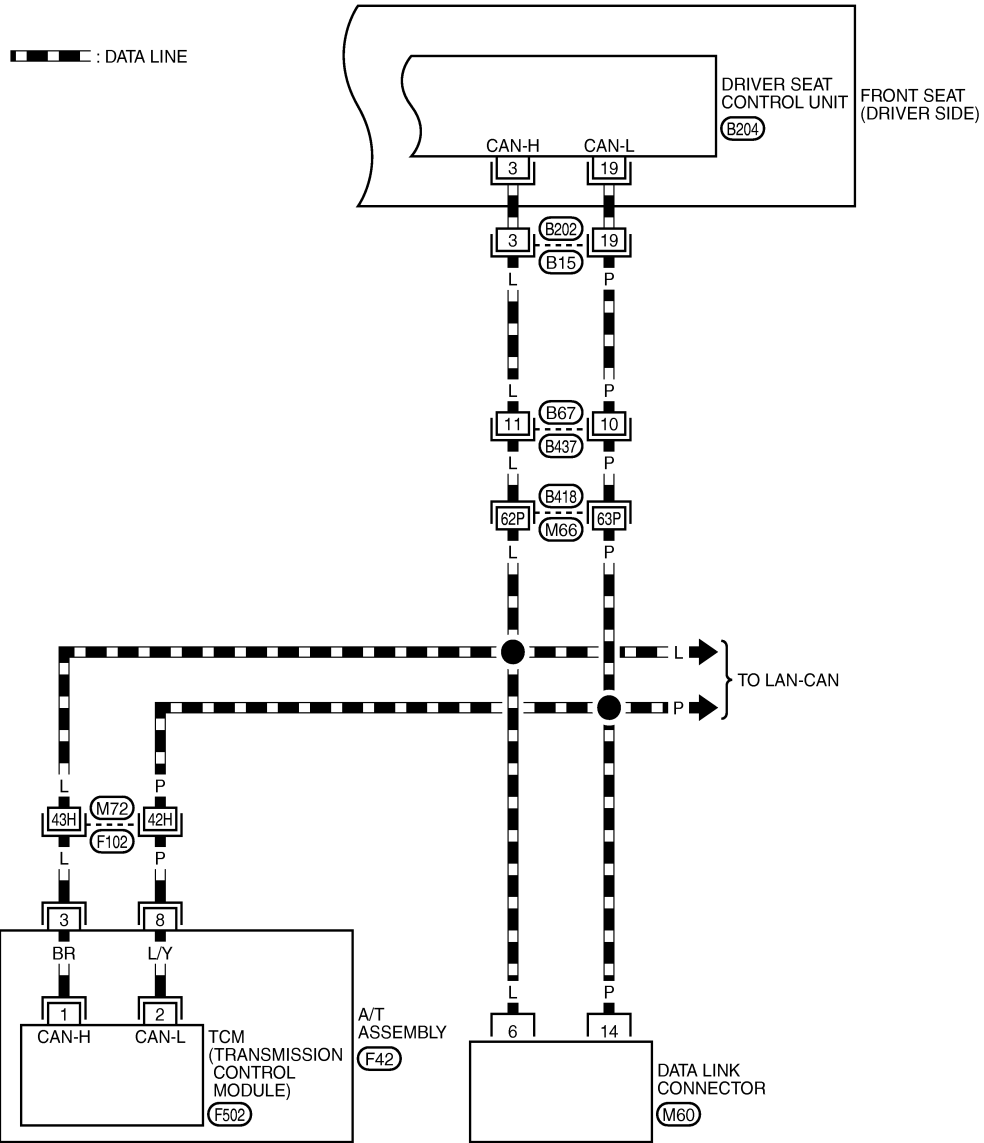 : DATA LINE
DRIVER SEAT
CONTROL UNIT
B204
FRONT SEAT
(DRIVER SIDE)
CAN-H
CAN-L
3
19
3
B202
19
B15
L
P
L
P
11
B67
10
B437
L
P
62P
B418
63P
M66
L
P
L
TO LAN-CAN
P
L
P
43H
M72
42H
F102
L
P
3
8
BR
L/Y
1
2
CAN-H
CAN-L
TCM
(TRANSMISSION
CONTROL
MODULE)
F502
A/T
ASSEMBLY
F42
L
P
6
14
DATA LINK
CONNECTOR
M60